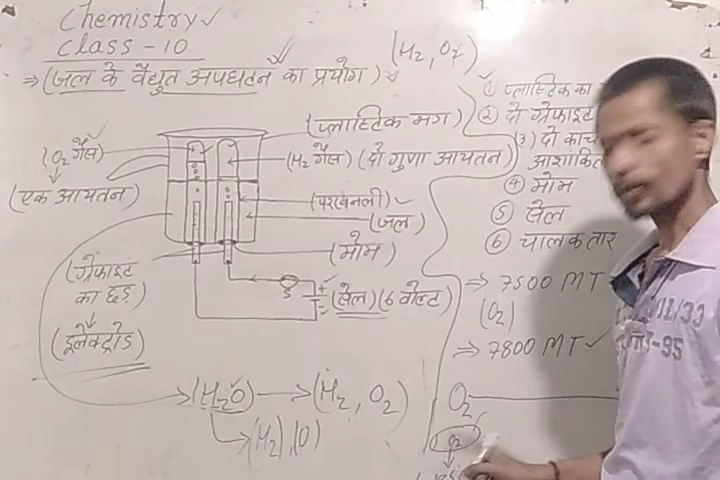 Chemistry
Class - 10
⇒ (जल के वैद्युत अपघटन का प्रयोग)
(H₂, O₂)
(O₂ गैस)
(एक आयतन)
(प्लास्टिक मग)
(H₂ गैस) (दो गुणा आयतन)
(परखनली)
(जल)
(मोम)
(ग्रेफाइट
का छड़)
(इलेक्ट्रोड)
(सेल) (6 वोल्ट)
(H₂O) → (H₂, O₂)
(H₂), (O)
① प्लास्टिक का
② दो ग्रेफाइट
(3) दो काच
④ मोम
⑤ सेल
⑥ चालक तार
⇒ 7500 MT
(O₂)
⇒ 7800 MT
O₂